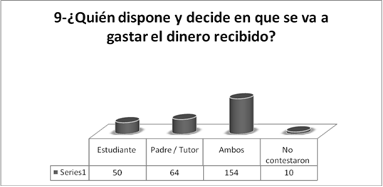 9-¿Quién dispone y decide en que se va a
gastar el dinero recibido?
Estudiante Padre / Tutor Ambos No
contestaron
Series1 50 64 154 10